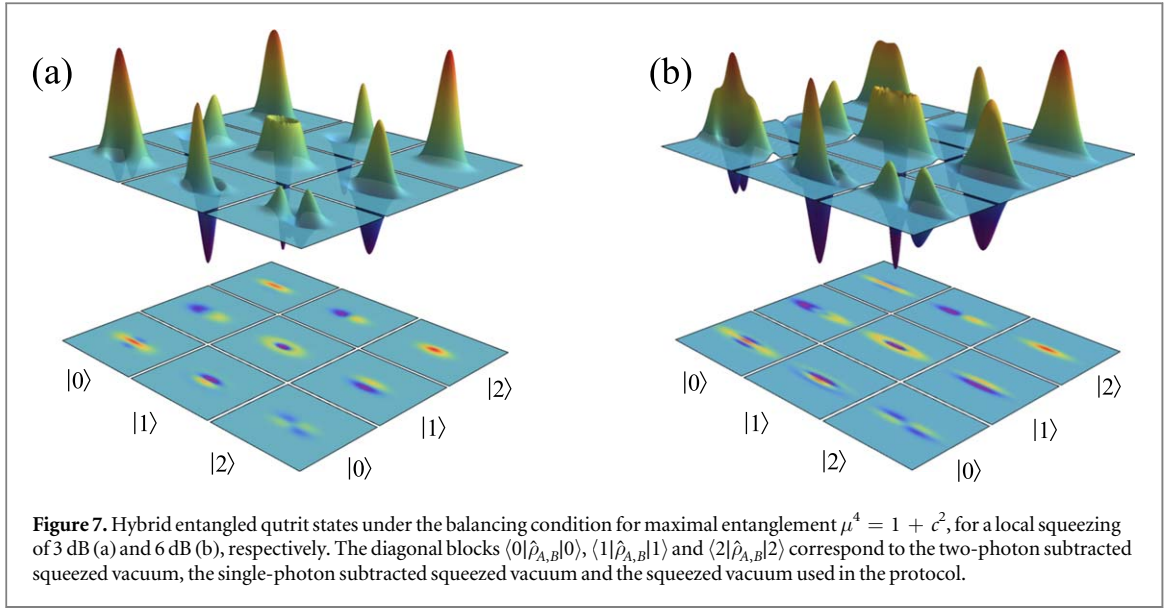 (a)
(b)
|0⟩
|1⟩
|2⟩
|0⟩
|1⟩
|2⟩
|0⟩
|1⟩
|2⟩
|0⟩
|1⟩
|2⟩
Figure 7. Hybrid entangled qutrit states under the balancing condition for maximal entanglement μ⁴ = 1 + c², for a local squeezing
of 3 dB (a) and 6 dB (b), respectively. The diagonal blocks ⟨0|ρ̂_{A,B}|0⟩, ⟨1|ρ̂_{A,B}|1⟩ and ⟨2|ρ̂_{A,B}|2⟩ correspond to the two-photon subtracted
squeezed vacuum, the single-photon subtracted squeezed vacuum and the squeezed vacuum used in the protocol.